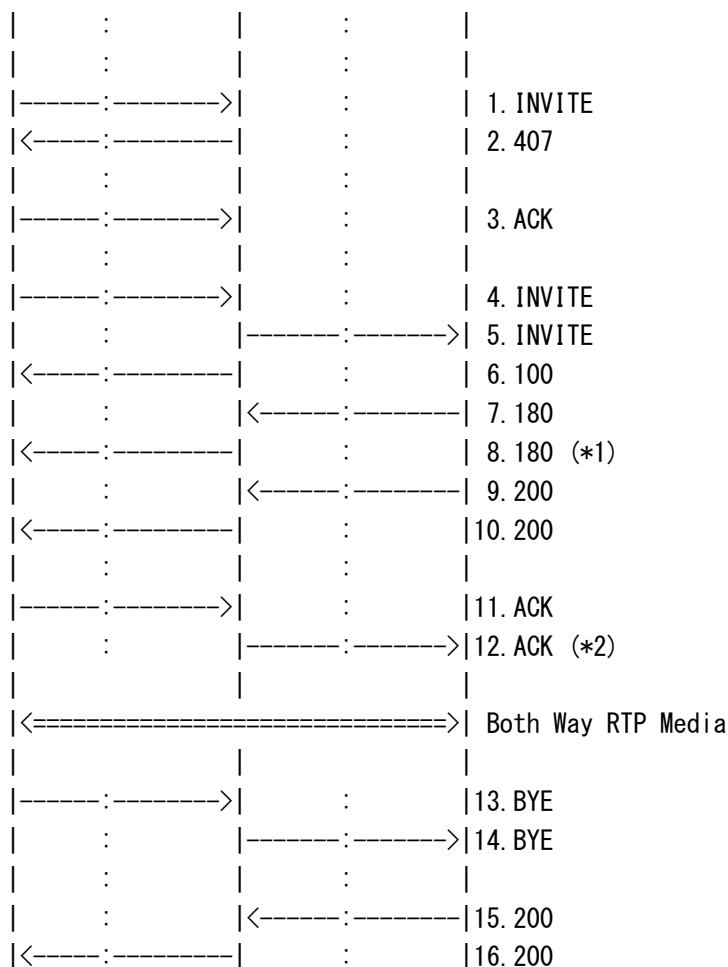 1. INVITE
2. 407
3. ACK
4. INVITE
5. INVITE
6. 100
7. 180
8. 180 (*1)
9. 200
10. 200
11. ACK
12. ACK (*2)
Both Way RTP Media
13. BYE
14. BYE
15. 200
16. 200